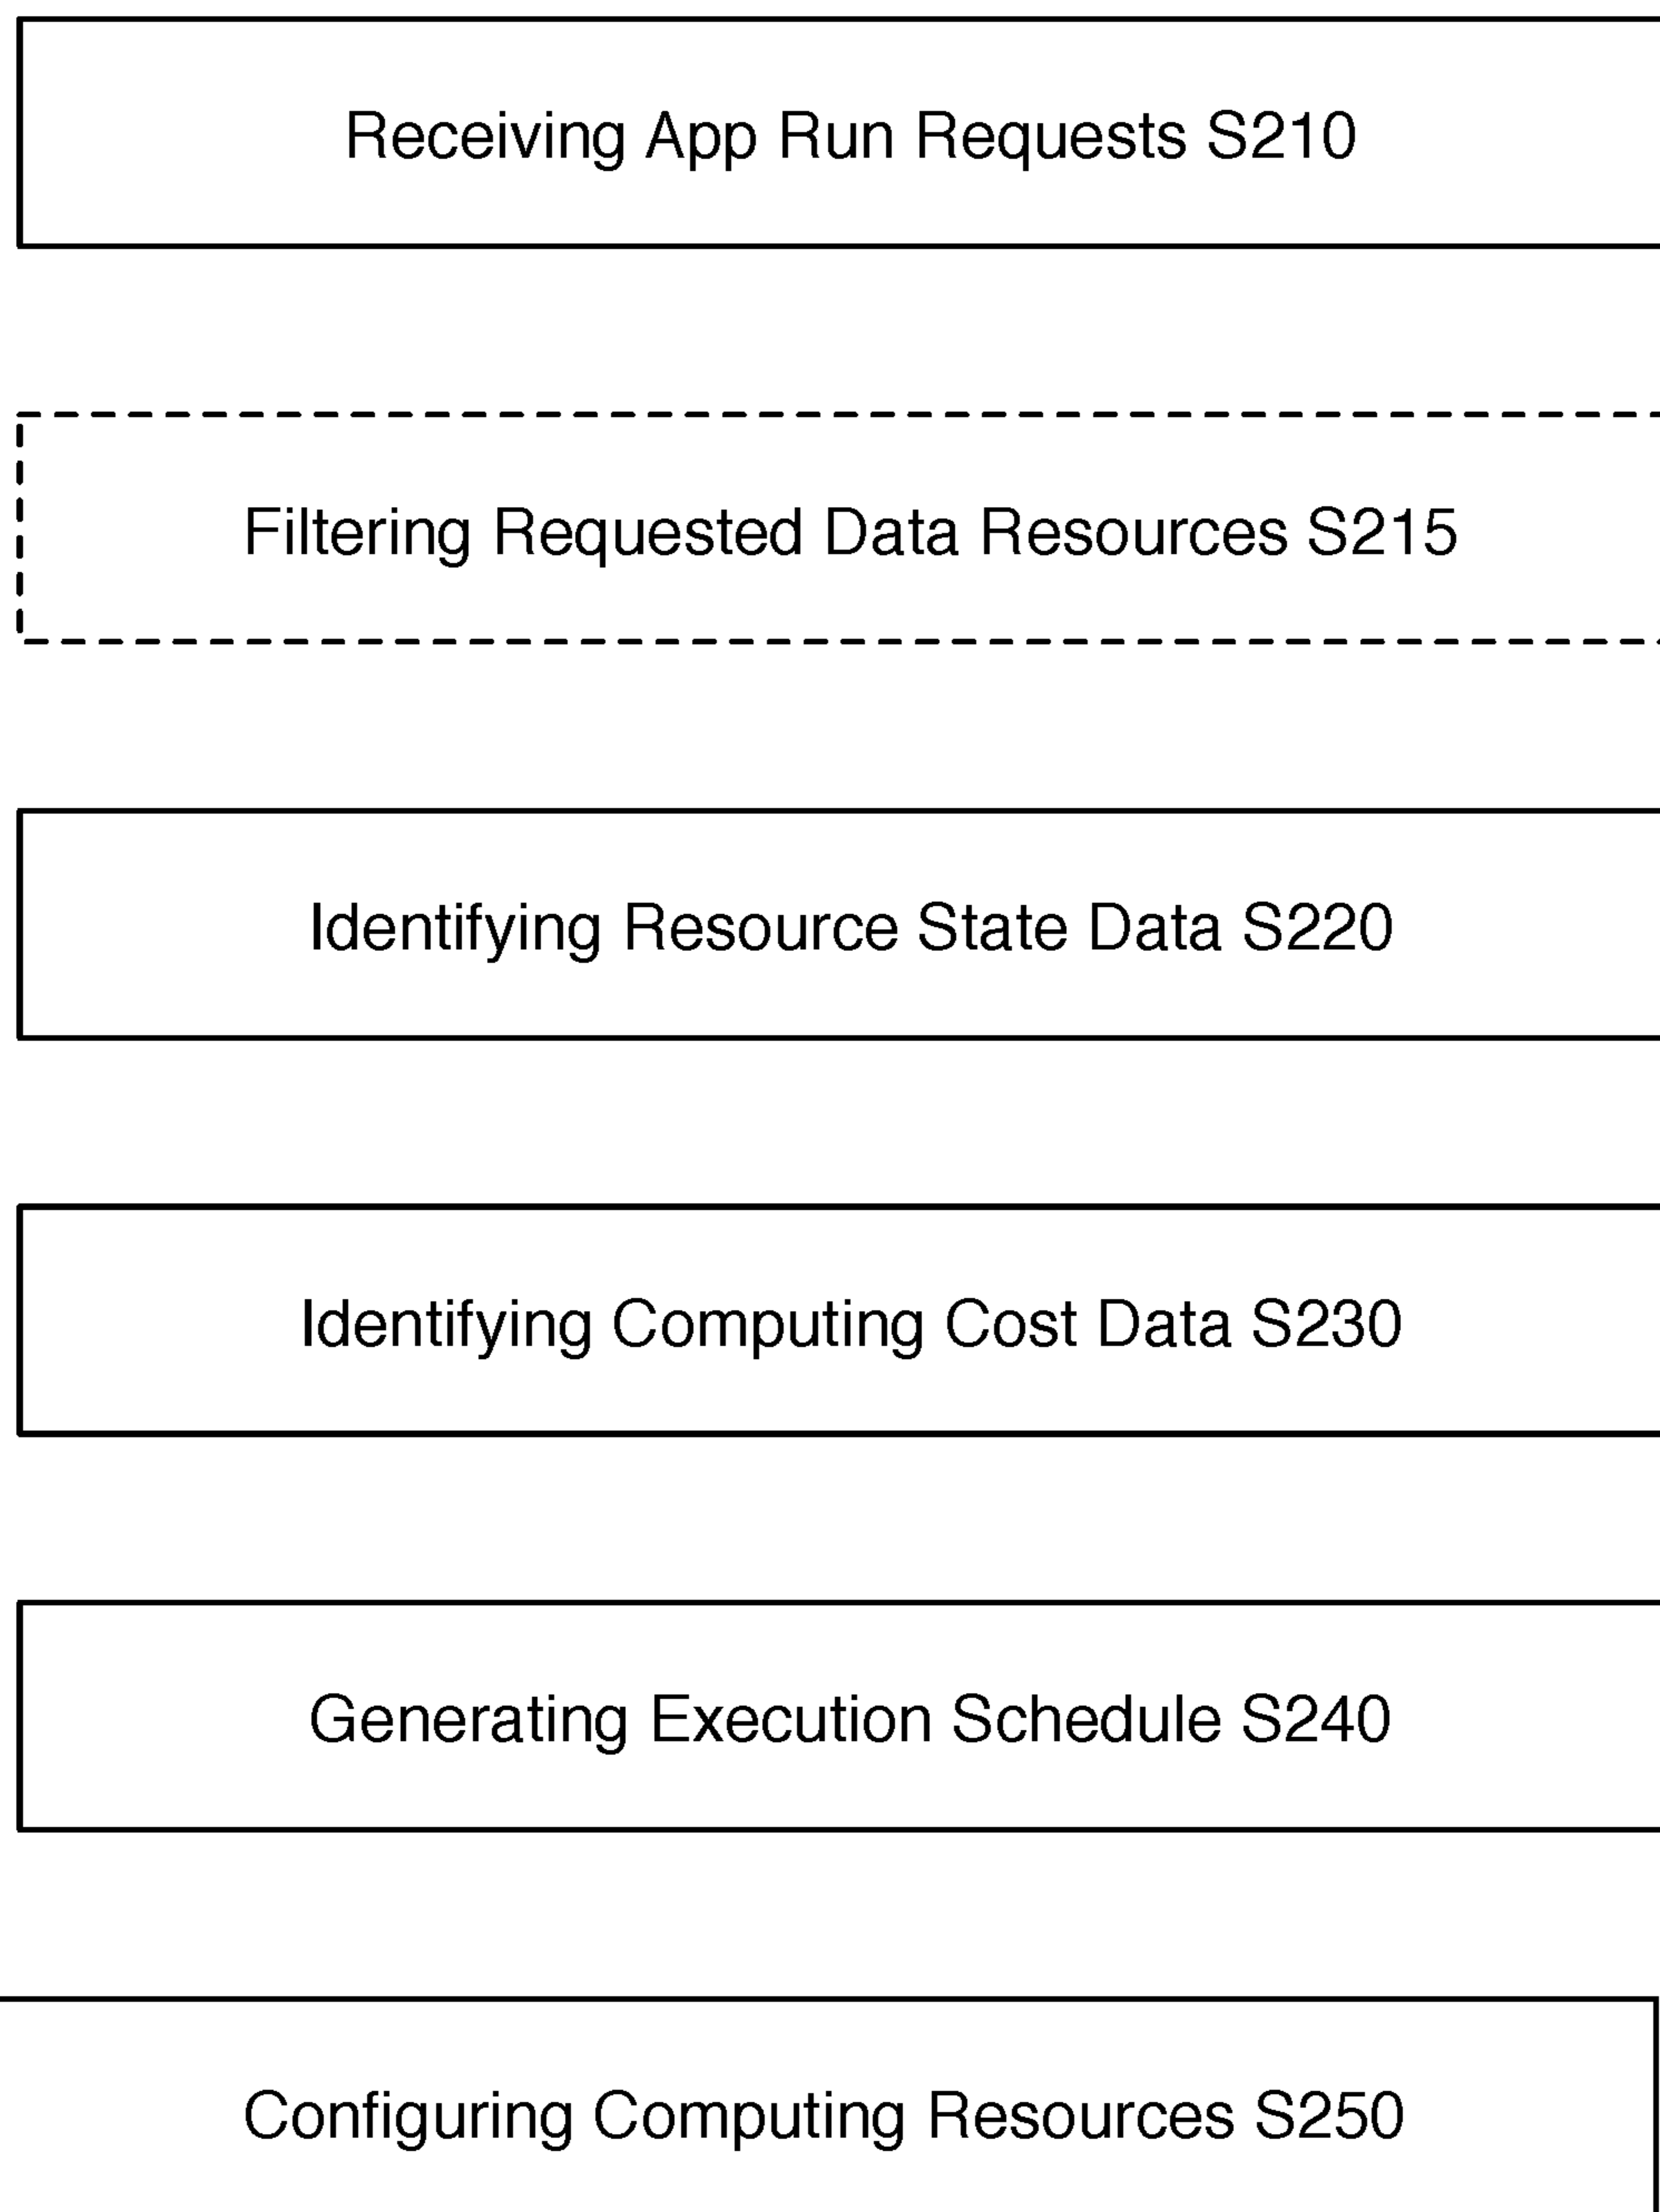 Receiving App Run Requests S210
Filtering Requested Data Resources S215
Identifying Resource State Data S220
Identifying Computing Cost Data S230
Generating Execution Schedule S240
Configuring Computing Resources S250